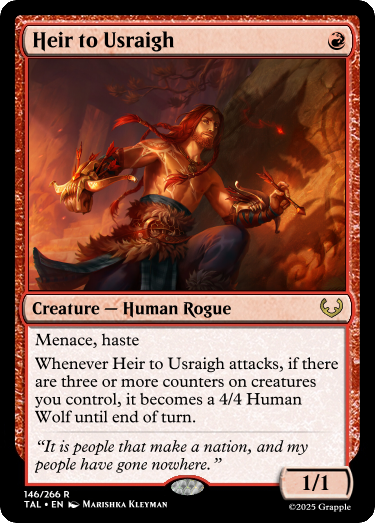 Heir to Usraigh
Creature — Human Rogue
Menace, haste
Whenever Heir to Usraigh attacks, if there
are three or more counters on creatures
you control, it becomes a 4/4 Human
Wolf until end of turn.
“It is people that make a nation, and my
people have gone nowhere.”
1/1
146/266 R
TAL • EN Marishka Kleyman
©2025 Grapple